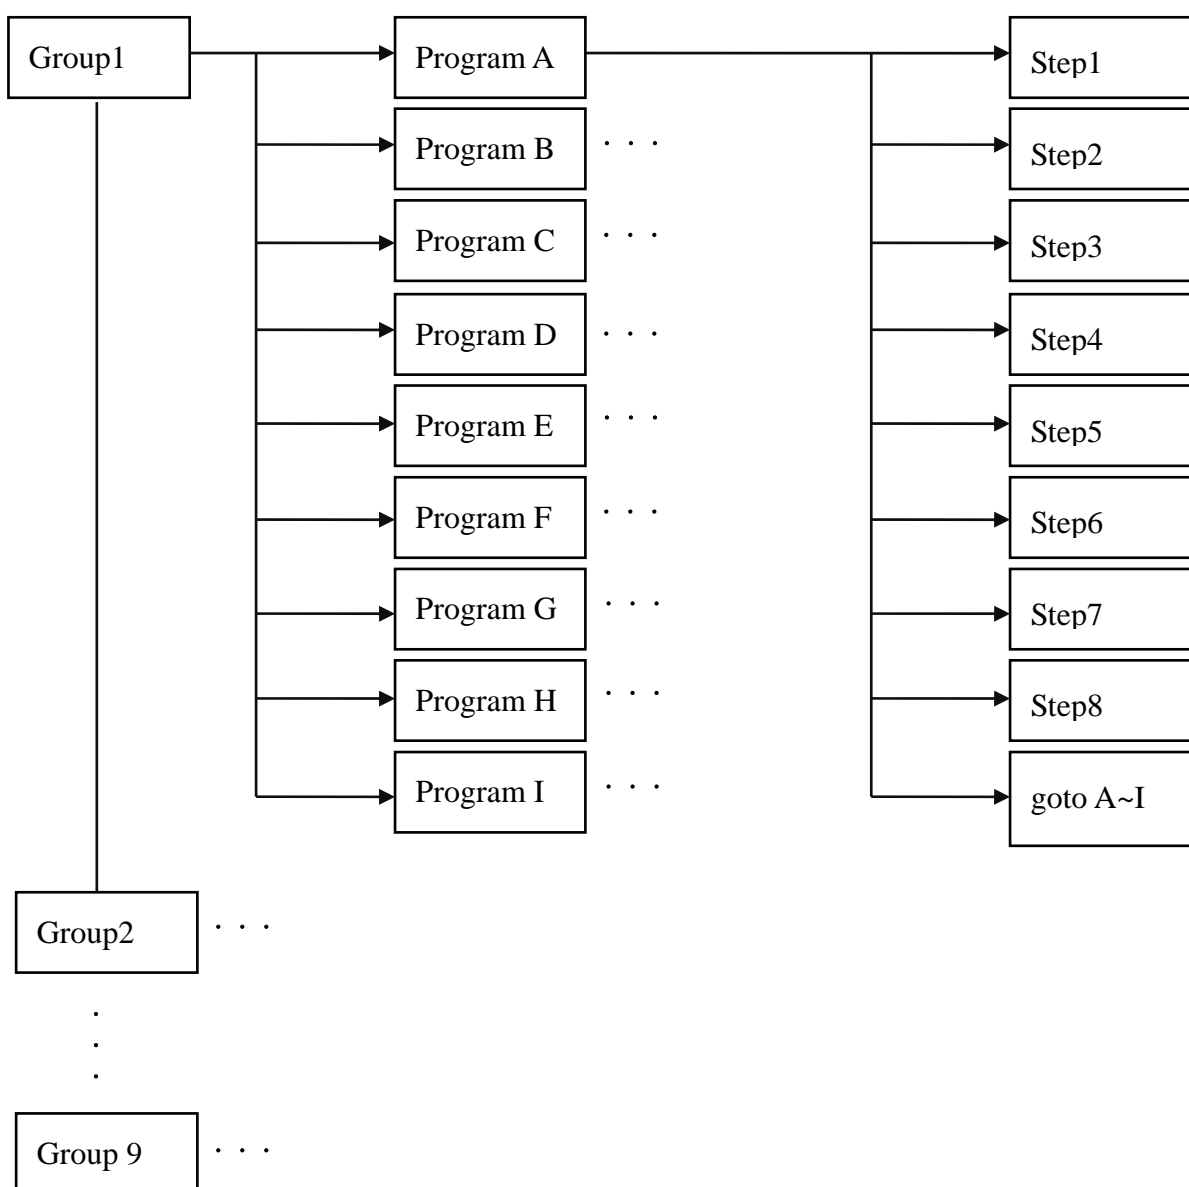 Group1
Program A
Step1
Program B . . .
Step2
Program C . . .
Step3
Program D . . .
Step4
Program E . . .
Step5
Program F . . .
Step6
Program G . . .
Step7
Program H . . .
Step8
Program I . . .
goto A~I
Group2 . . .
.
.
.
Group 9 . . .